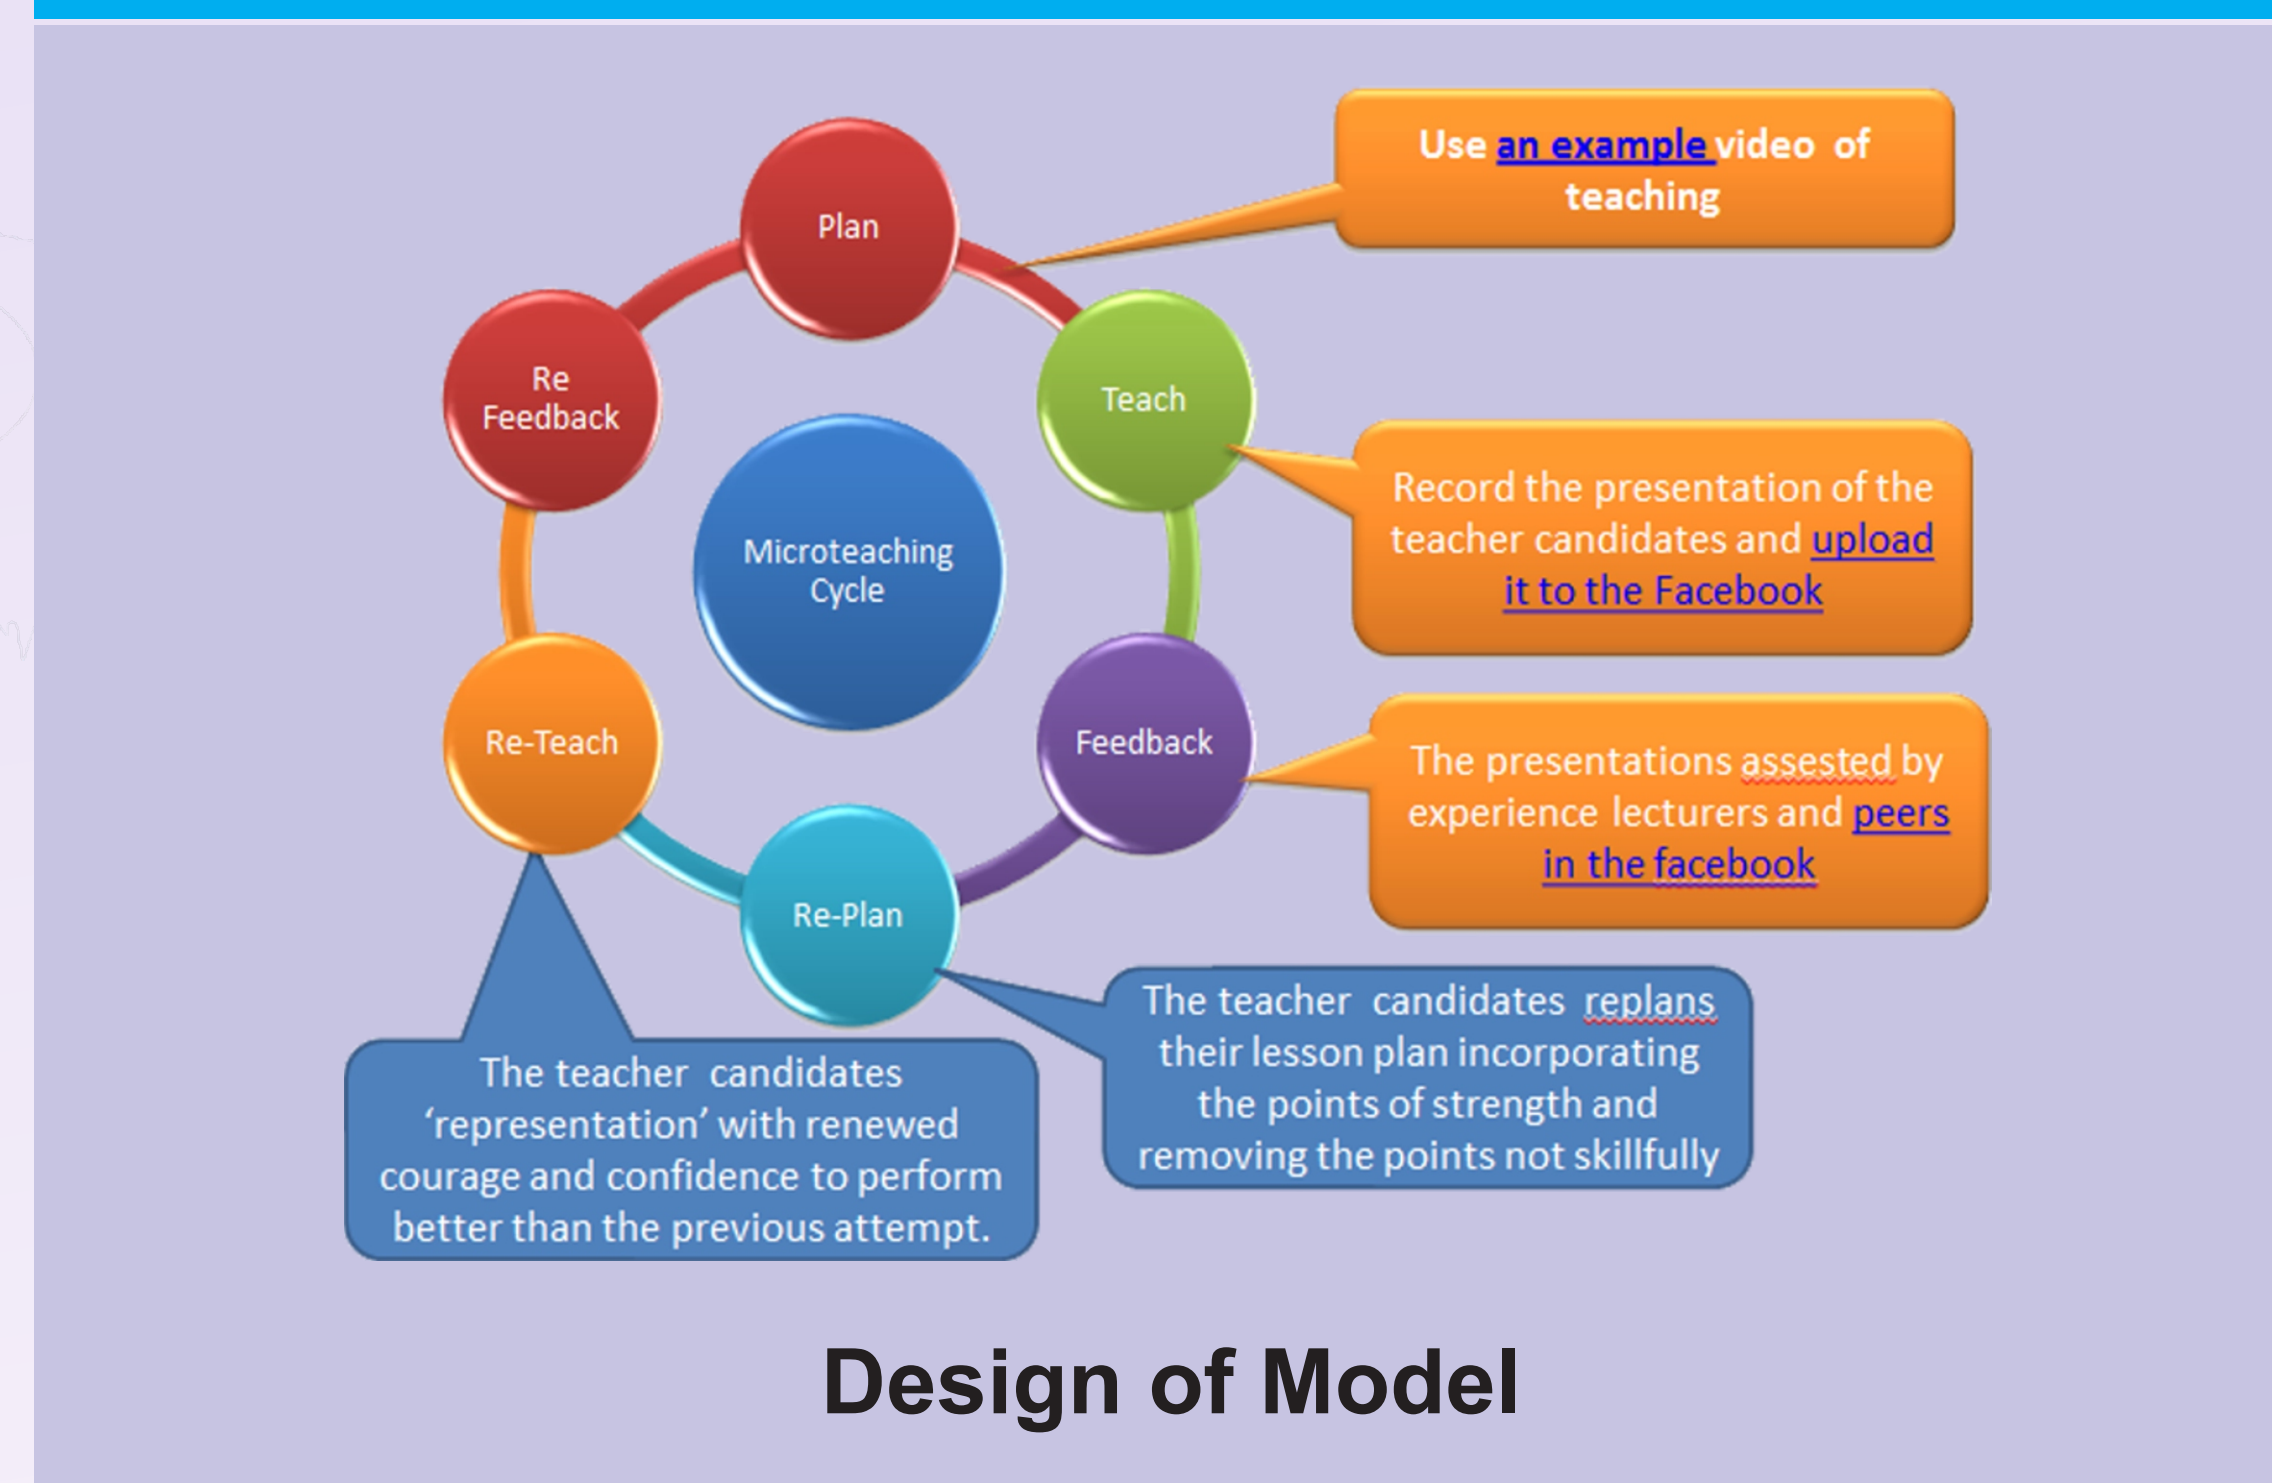 Plan
Use an example video of
teaching
Re
Feedback
Teach
Microteaching
Cycle
Record the presentation of the
teacher candidates and upload
it to the Facebook
Re-Teach
Feedback
The presentations assested by
experience lecturers and peers
in the facebook
Re-Plan
The teacher candidates replans
their lesson plan incorporating
the points of strength and
removing the points not skillfully
The teacher candidates
‘representation’ with renewed
courage and confidence to perform
better than the previous attempt.
Design of Model